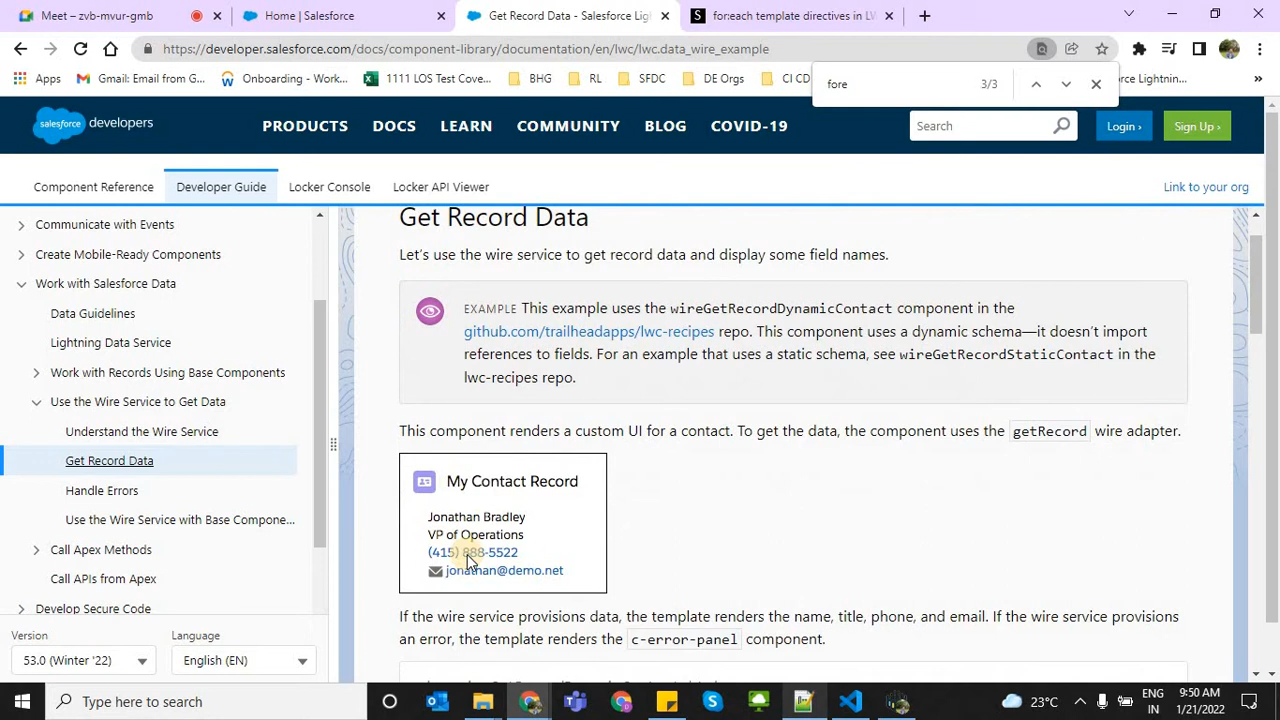 Meet – zvb-mvur-gmb
Home | Salesforce
Get Record Data - Salesforce Lig
foreach template directives in LW
https://developer.salesforce.com/docs/component-library/documentation/en/lwc/lwc.data_wire_example
Apps
Gmail: Email from G...
Onboarding - Work...
1111 LOS Test Cove...
BHG
RL
SFDC
DE Orgs
CI CD
rce Lightnin...
fore
3/3
salesforce developers
PRODUCTS
DOCS
LEARN
COMMUNITY
BLOG
COVID-19
Search
Login ›
Sign Up ›
Component Reference
Developer Guide
Locker Console
Locker API Viewer
Link to your org
Communicate with Events
Create Mobile-Ready Components
Work with Salesforce Data
Data Guidelines
Lightning Data Service
Work with Records Using Base Components
Use the Wire Service to Get Data
Understand the Wire Service
Get Record Data
Handle Errors
Use the Wire Service with Base Compone...
Call Apex Methods
Call APIs from Apex
Develop Secure Code
Version
Language
53.0 (Winter '22)
English (EN)
Get Record Data
Let's use the wire service to get record data and display some field names.
EXAMPLE This example uses the wireGetRecordDynamicContact component in the
github.com/trailheadapps/lwc-recipes repo. This component uses a dynamic schema—it doesn't import
references to fields. For an example that uses a static schema, see wireGetRecordStaticContact in the
lwc-recipes repo.
This component renders a custom UI for a contact. To get the data, the component uses the getRecord wire adapter.
My Contact Record
Jonathan Bradley
VP of Operations
(415) 888-5522
jonathan@demo.net
If the wire service provisions data, the template renders the name, title, phone, and email. If the wire service provisions
an error, the template renders the c-error-panel component.
Type here to search
23°C
ENG
IN
9:50 AM
1/21/2022